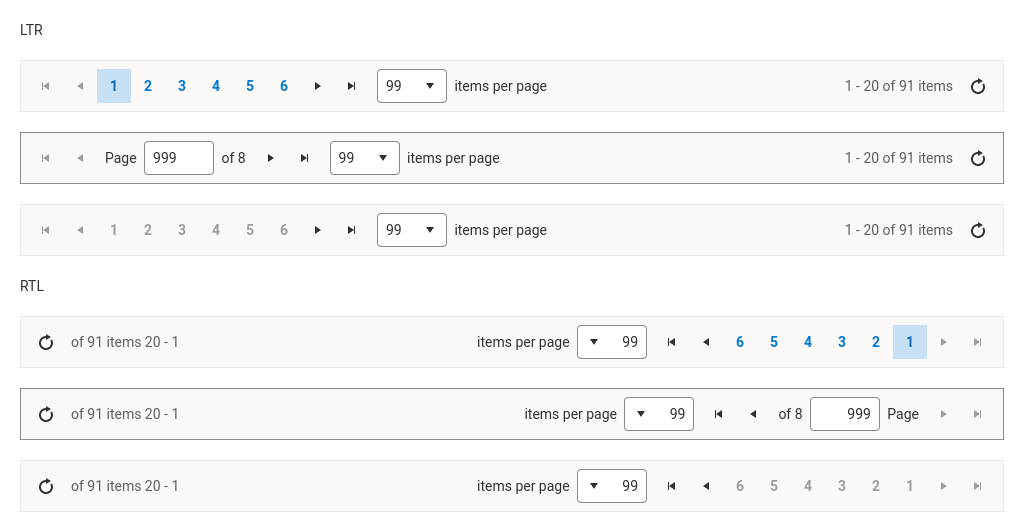 LTR
1 2 3 4 5 6 99 items per page 1 - 20 of 91 items
Page 999 of 8 99 items per page 1 - 20 of 91 items
1 2 3 4 5 6 99 items per page 1 - 20 of 91 items
RTL
of 91 items 20 - 1 items per page 99 6 5 4 3 2 1
of 91 items 20 - 1 items per page 99 of 8 999 Page
of 91 items 20 - 1 items per page 99 6 5 4 3 2 1